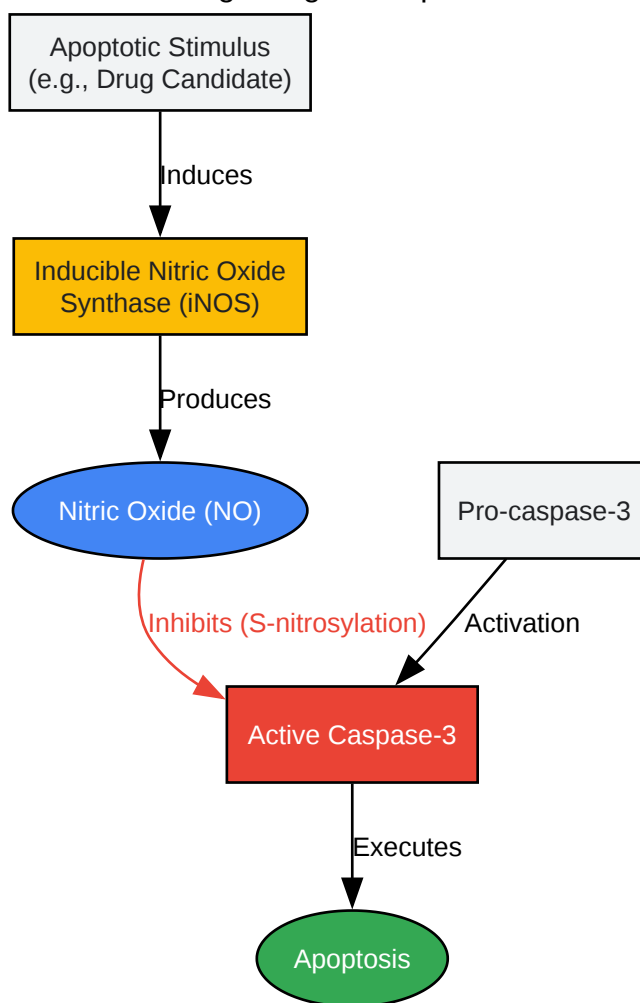 Apoptotic Stimulus
(e.g., Drug Candidate)
Induces
Inducible Nitric Oxide
Synthase (iNOS)
Produces
Nitric Oxide (NO)
Pro-caspase-3
Inhibits (S-nitrosylation)
Activation
Active Caspase-3
Executes
Apoptosis